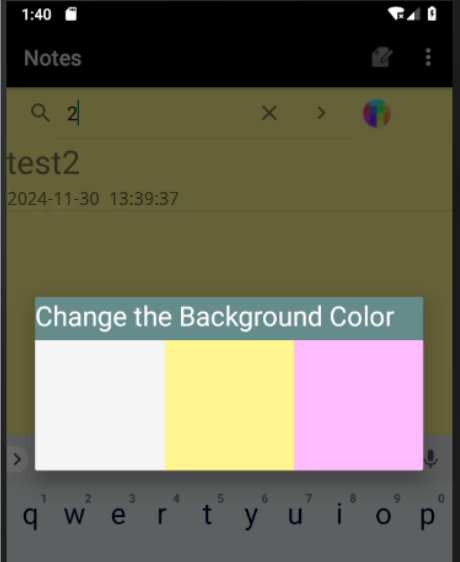 1:40
Notes
2
test2
2024-11-30 13:39:37
Change the Background Color
1 2 3 4 5 6 7 8 9 0
q w e r t y u i o p